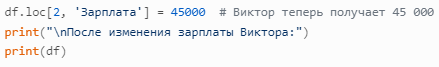 df.loc[2, 'Зарплата'] = 45000  # Виктор теперь получает 45 000
print("\nПосле изменения зарплаты Виктора:")
print(df)